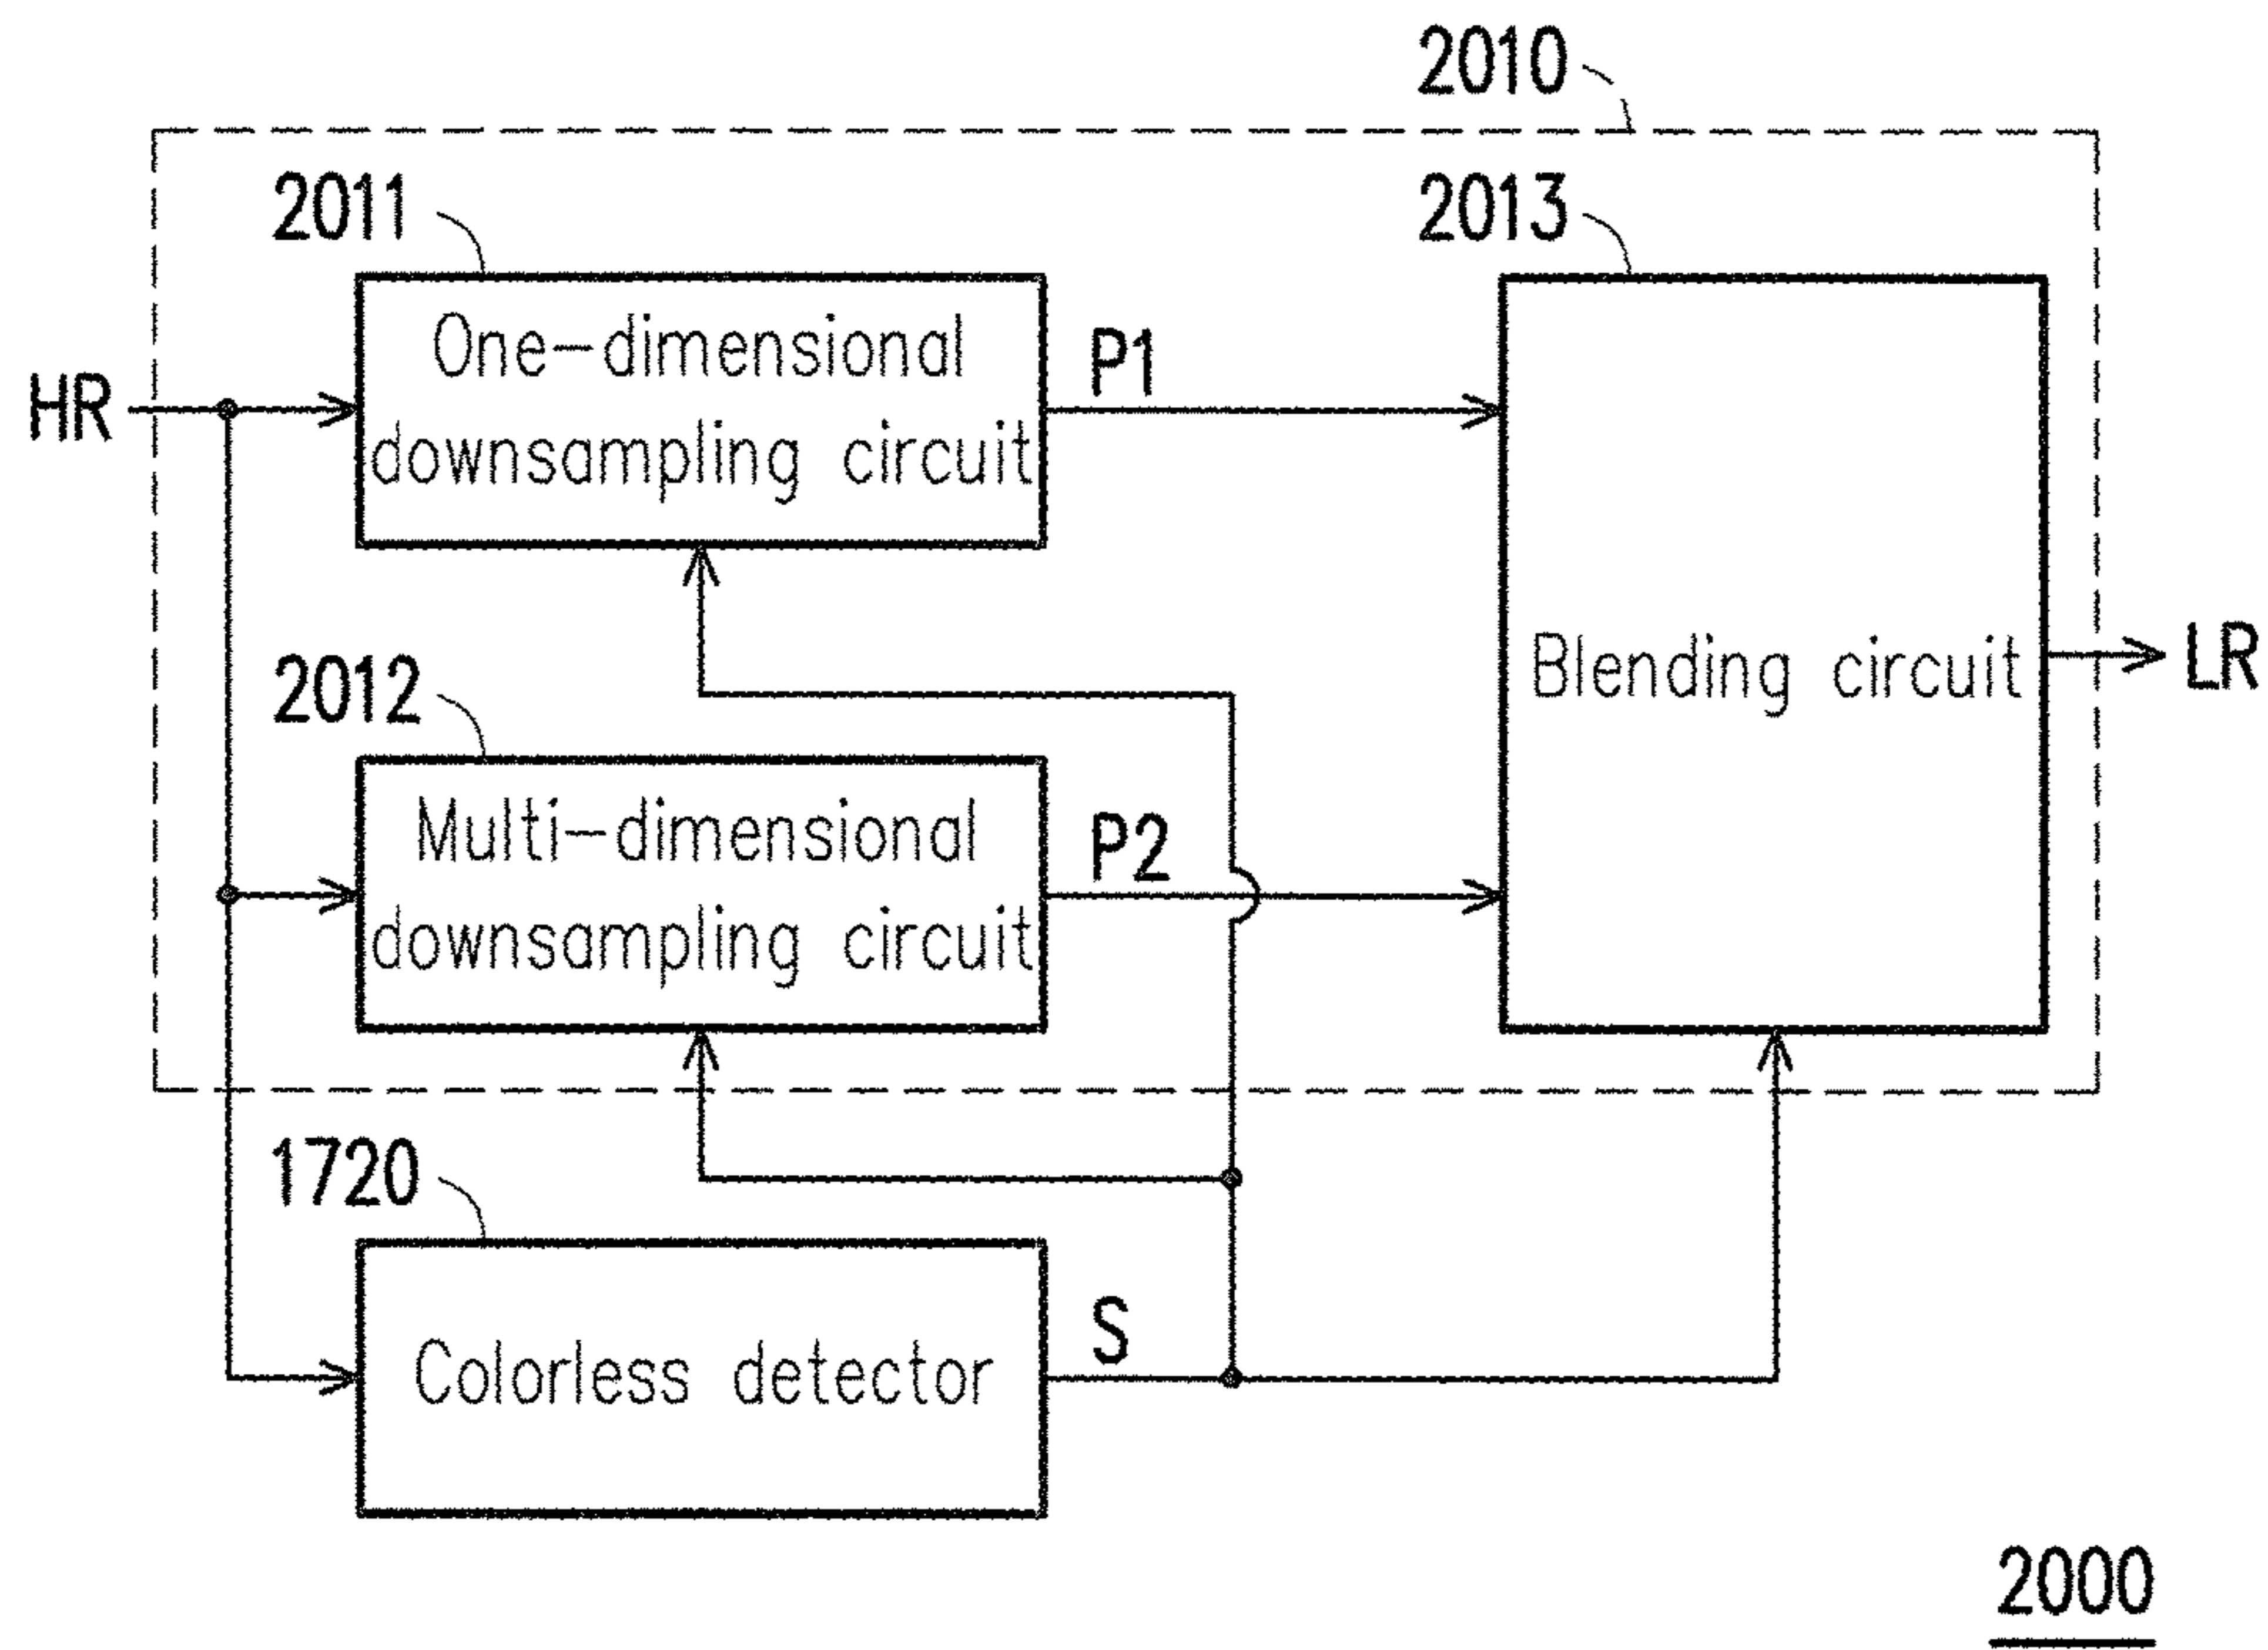 2010
2011
2013
One-dimensional
downsampling circuit
P1
HR
Blending circuit
LR
2012
Multi-dimensional
downsampling circuit
P2
1720
Colorless detector
S
2000